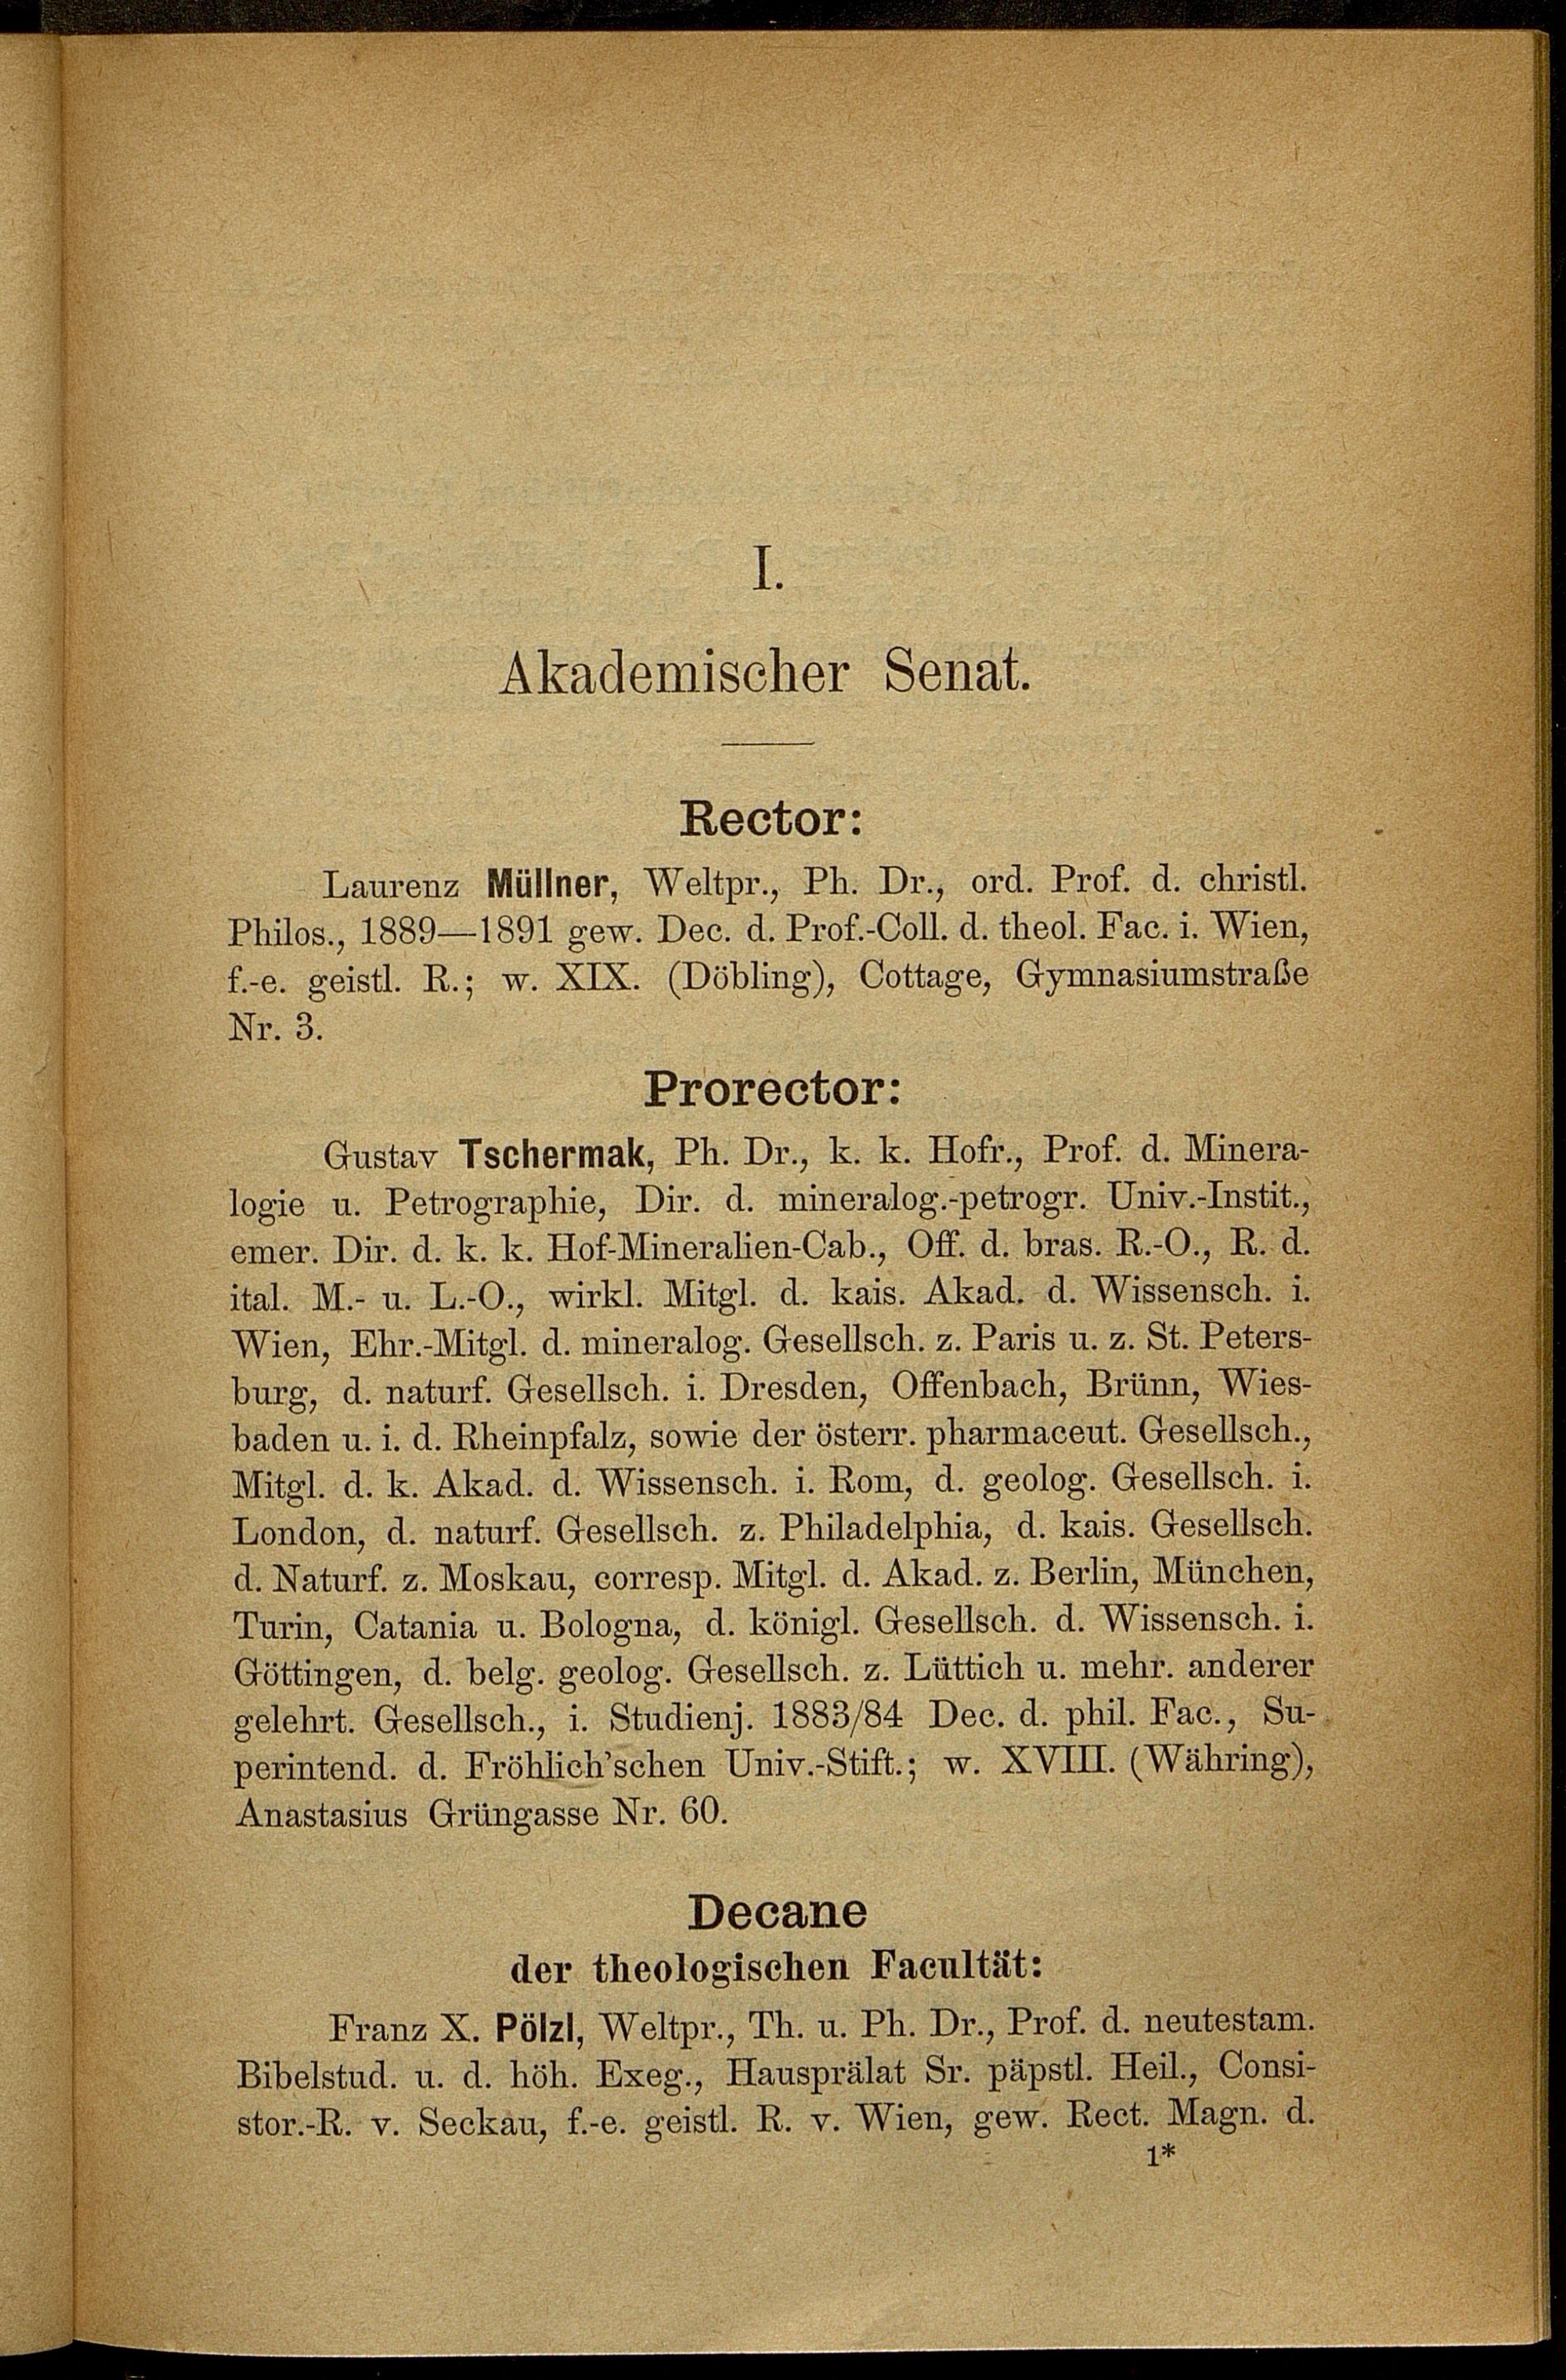 I.
Akademischer Senat.
Rector:
Laurenz Müllner, Weltpr., Ph. Dr., ord. Prof. d. christl.
Philos., 1889—1891 gew. Dec. d. Prof.-Coll. d. theol. Fac. i. Wien,
f.-e. geistl. R.; w. XIX. (Döbling), Cottage, Gymnasiumstraße
Nr. 3.
Prorector:
Gustav Tschermak, Ph. Dr., k. k. Hofr., Prof. d. Minera-
logie u. Petrographie, Dir. d. mineralog.-petrogr. Univ.-Instit.,
emer. Dir. d. k. k. Hof-Mineralien-Cab., Off. d. bras. R.-O., R. d.
ital. M.- u. L.-O., wirkl. Mitgl. d. kais. Akad. d. Wissensch. i.
Wien, Ehr.-Mitgl. d. mineralog. Gesellsch. z. Paris u. z. St. Peters-
burg, d. naturf. Gesellsch. i. Dresden, Offenbach, Brünn, Wies-
baden u. i. d. Rheinpfalz, sowie der österr. pharmaceut. Gesellsch.,
Mitgl. d. k. Akad. d. Wissensch. i. Rom, d. geolog. Gesellsch. i.
London, d. naturf. Gesellsch. z. Philadelphia, d. kais. Gesellsch.
d. Naturf. z. Moskau, corresp. Mitgl. d. Akad. z. Berlin, München,
Turin, Catania u. Bologna, d. königl. Gesellsch. d. Wissensch. i.
Göttingen, d. belg. geolog. Gesellsch. z. Lüttich u. mehr. anderer
gelehrt. Gesellsch., i. Studienj. 1883/84 Dec. d. phil. Fac., Su-
perintend. d. Fröhlich'schen Univ.-Stift.; w. XVIII. (Währing),
Anastasius Grüngasse Nr. 60.
Decane
der theologischen Facultät:
Franz X. Pölzl, Weltpr., Th. u. Ph. Dr., Prof. d. neutestam.
Bibelstud. u. d. höh. Exeg., Hausprälat Sr. päpstl. Heil., Consi-
stor.-R. v. Seckau, f.-e. geistl. R. v. Wien, gew. Rect. Magn. d.
1*